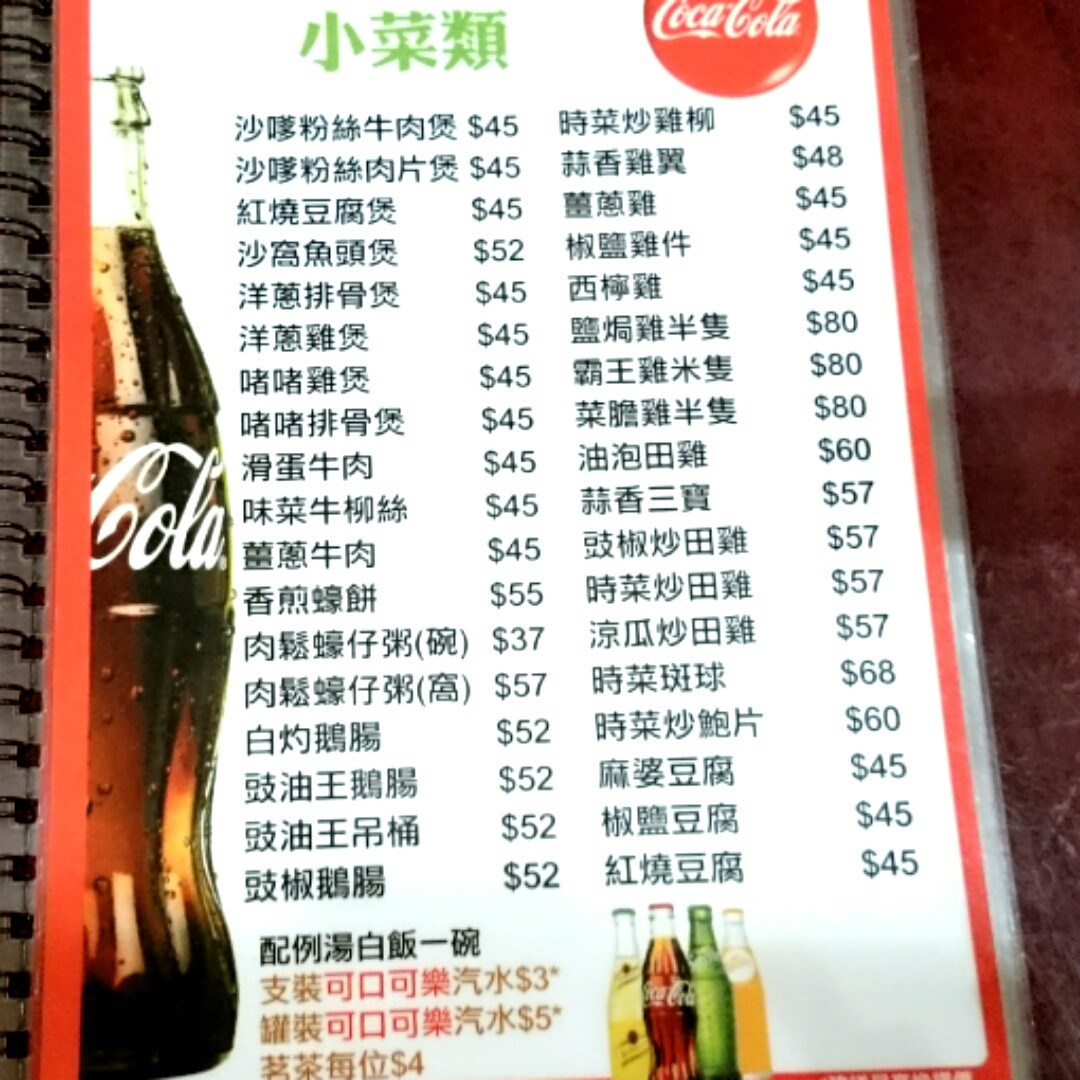 小菜類
Coca-Cola
沙嗲粉絲牛肉煲 $45
沙嗲粉絲肉片煲 $45
紅燒豆腐煲 $45
沙窩魚頭煲 $52
洋蔥排骨煲 $45
洋蔥雞煲 $45
啫啫雞煲 $45
啫啫排骨煲 $45
滑蛋牛肉 $45
味菜牛柳絲 $45
薑蔥牛肉 $45
香煎蠔餅 $55
肉鬆蠔仔粥(碗) $37
肉鬆蠔仔粥(窩) $57
白灼鵝腸 $52
豉油王鵝腸 $52
豉油王吊桶 $52
豉椒鵝腸 $52
時菜炒雞柳 $45
蒜香雞翼 $48
薑蔥雞 $45
椒鹽雞件 $45
西檸雞 $45
鹽焗雞半隻 $80
霸王雞米隻 $80
菜膽雞半隻 $80
油泡田雞 $60
蒜香三寶 $57
豉椒炒田雞 $57
時菜炒田雞 $57
涼瓜炒田雞 $57
時菜斑球 $68
時菜炒鮑片 $60
麻婆豆腐 $45
椒鹽豆腐 $45
紅燒豆腐 $45
Cola
配例湯白飯一碗
支裝可口可樂汽水$3*
罐裝可口可樂汽水$5*
茗茶每位$4